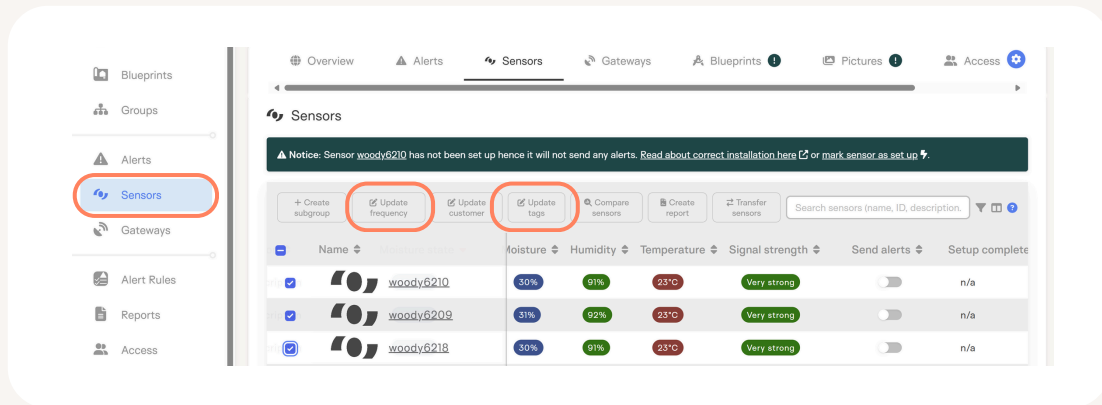 Overview
Alerts
Sensors
Gateways
Blueprints !
Pictures !
Access
Blueprints
Groups
Alerts
Sensors
Gateways
Alert Rules
Reports
Access
Sensors
Notice: Sensor woody6210 has not been set up hence it will not send any alerts. Read about correct installation here or mark sensor as set up.
+ Create
subgroup
Update
frequency
Update
customer
Update
tags
Compare
sensors
Create
report
Transfer
sensors
Search sensors (name, ID, description.
?
Name Moisture Humidity Temperature Signal strength Send alerts Setup complete
woody6210 30% 91% 23°C Very strong n/a
woody6209 31% 92% 23°C Very strong n/a
woody6218 30% 91% 23°C Very strong n/a